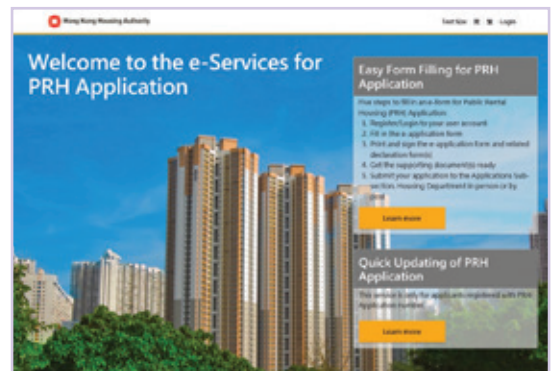 Hong Kong Housing Authority
Text Size 简 繁 Login
Welcome to the e-Services for
PRH Application
Easy Form Filling for PRH
Application
Five steps to fill in an e-form for Public Rental
Housing (PRH) Application
1. Register/Login to your user account
2. Fill in the e-application form
3. Print and sign the e-application form and related
declaration form(s)
4. Get the supporting document(s) ready
5. Submit your application to the Applications Sub-
section, Housing Department in person or by
post
Learn more
Quick Updating of PRH
Application
This service is only for applicants registered with PRH
Application number.
Learn more